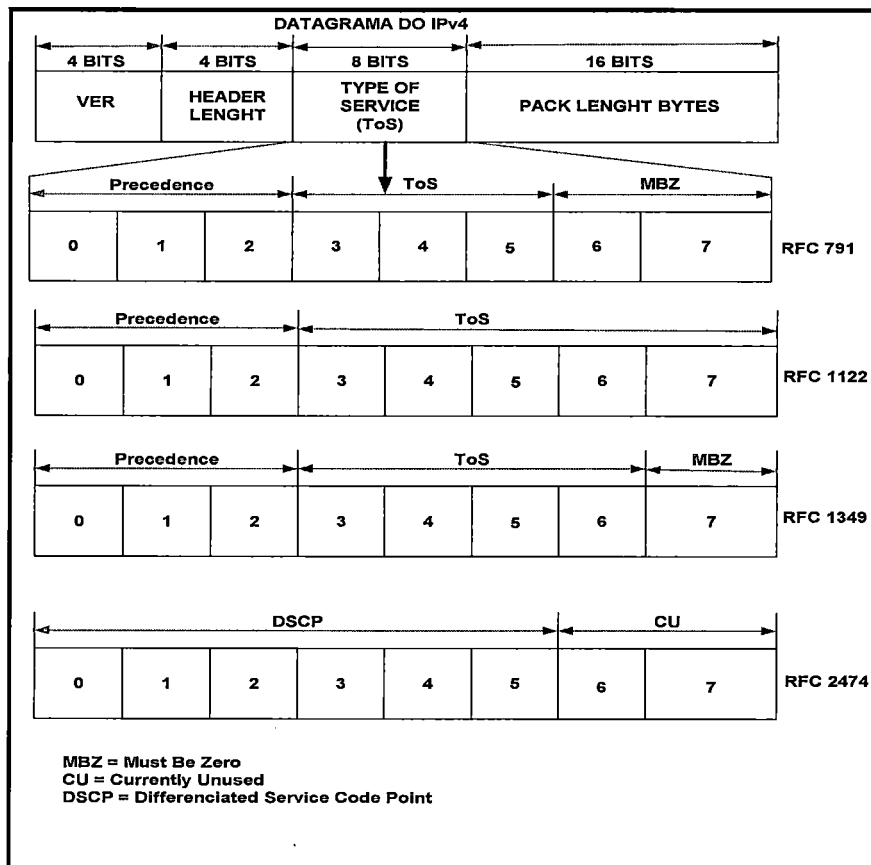 DATAGRAMA DO IPv4
4 BITS 4 BITS 8 BITS 16 BITS
VER HEADER LENGHT TYPE OF SERVICE (ToS) PACK LENGHT BYTES
Precedence ToS MBZ
0 1 2 3 4 5 6 7 RFC 791
Precedence ToS
0 1 2 3 4 5 6 7 RFC 1122
Precedence ToS MBZ
0 1 2 3 4 5 6 7 RFC 1349
DSCP CU
0 1 2 3 4 5 6 7 RFC 2474
MBZ = Must Be Zero
CU = Currently Unused
DSCP = Differenciated Service Code Point